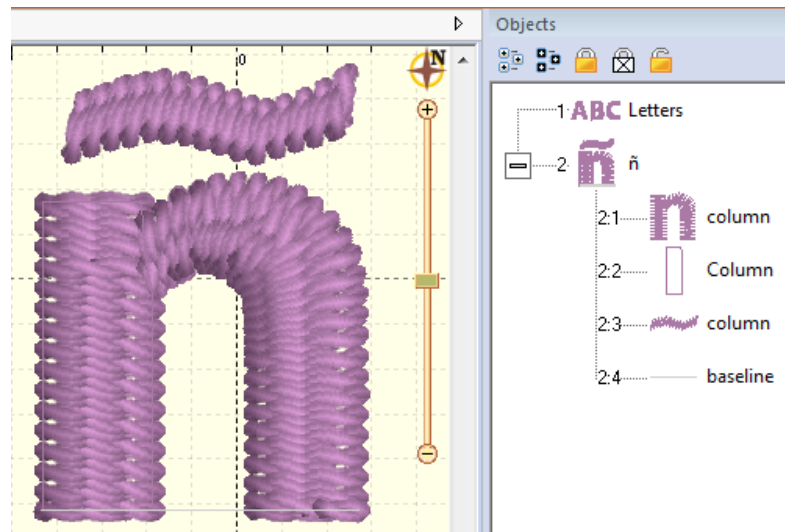 Objects
N
0
1 ABC Letters
2 ñ ñ
2:1 n column
2:2 Column
2:3 column
2:4 baseline
ñ